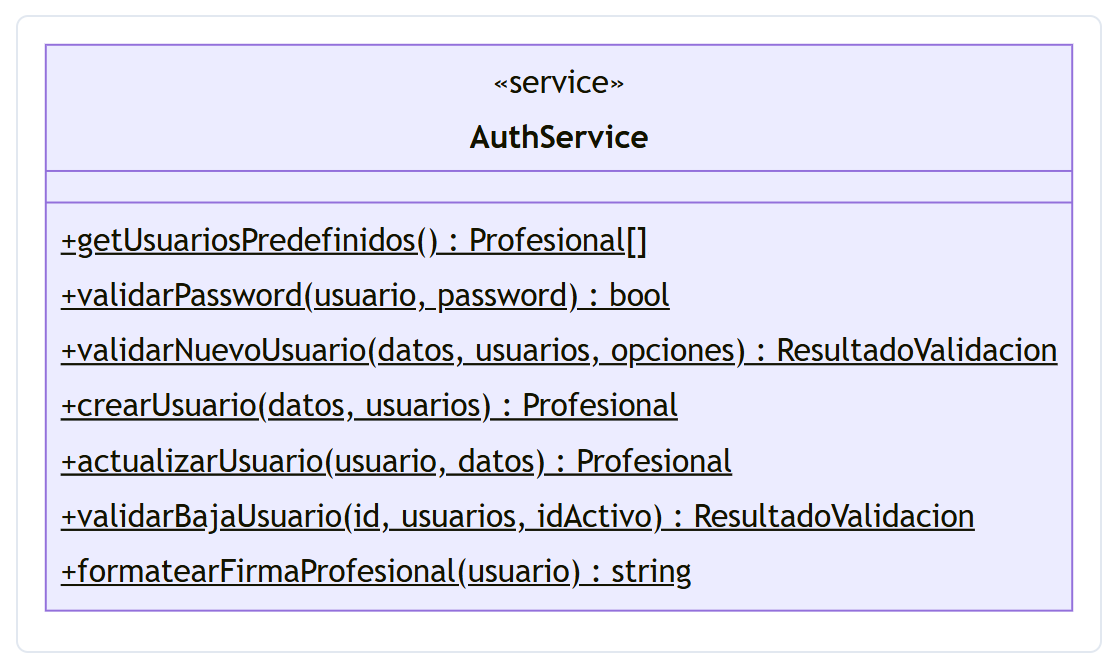 «service»
AuthService
+getUsuariosPredefinidos() : Profesional[]
+validarPassword(usuario, password) : bool
+validarNuevoUsuario(datos, usuarios, opciones) : ResultadoValidacion
+crearUsuario(datos, usuarios) : Profesional
+actualizarUsuario(usuario, datos) : Profesional
+validarBajaUsuario(id, usuarios, idActivo) : ResultadoValidacion
+formatearFirmaProfesional(usuario) : string